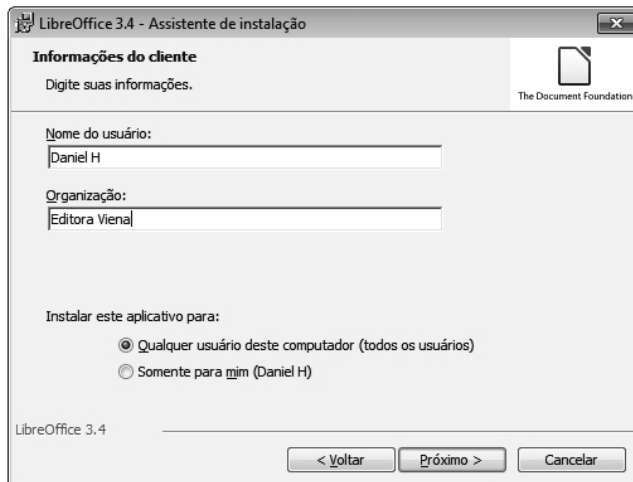 LibreOffice 3.4 - Assistente de instalação
Informações do cliente
Digite suas informações.
The Document Foundation
Nome do usuário:
Daniel H
Organização:
Editora Viena
Instalar este aplicativo para:
Qualquer usuário deste computador (todos os usuários)
Somente para mim (Daniel H)
LibreOffice 3.4
< Voltar
Próximo >
Cancelar